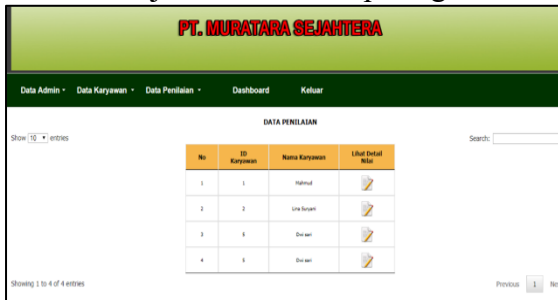 PT. MURATARA SEJAHTERA
Data Admin Data Karyawan Data Penilaian Dashboard Keluar
DATA PENILAIAN
Show 10 entries
Search:
No ID Karyawan Nama Karyawan Lihat Detail Nilai
1 1 Mahmud
2 2 Lina Suryani
3 Dwi sari
4 Dwi sari
Showing 1 to 4 of 4 entries
Previous 1